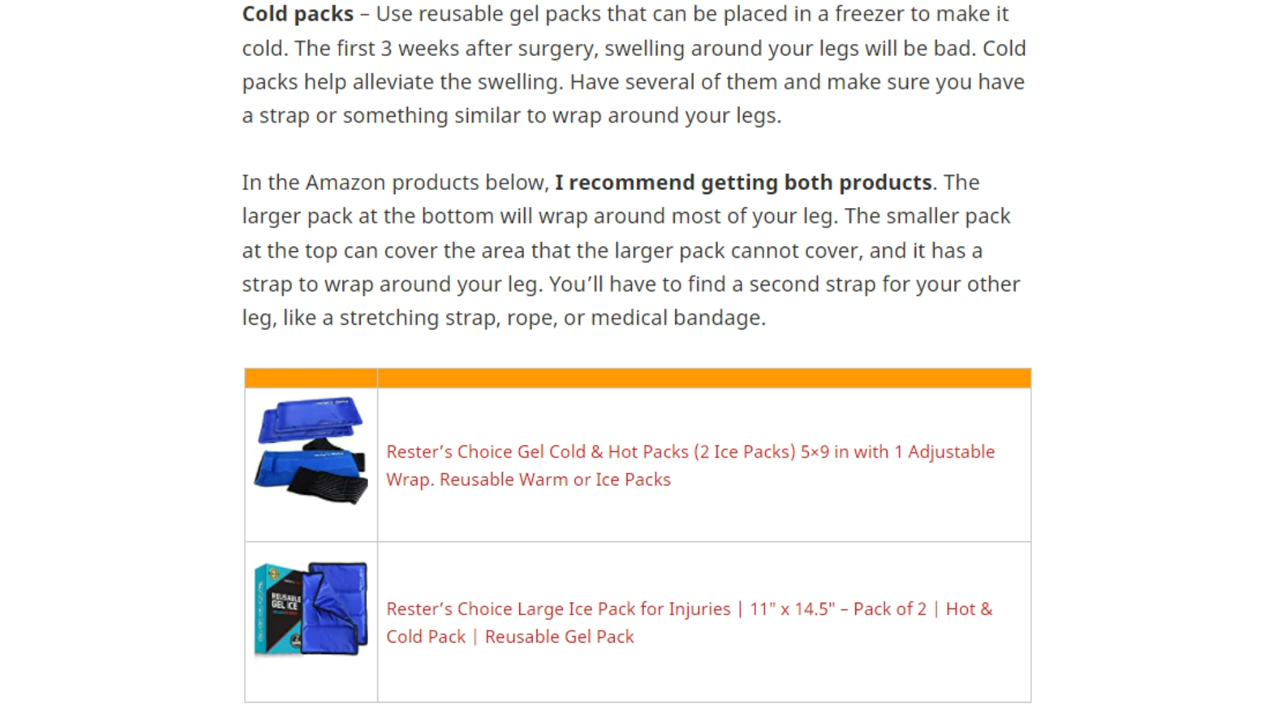 Cold packs – Use reusable gel packs that can be placed in a freezer to make it
cold. The first 3 weeks after surgery, swelling around your legs will be bad. Cold
packs help alleviate the swelling. Have several of them and make sure you have
a strap or something similar to wrap around your legs.
In the Amazon products below, I recommend getting both products. The
larger pack at the bottom will wrap around most of your leg. The smaller pack
at the top can cover the area that the larger pack cannot cover, and it has a
strap to wrap around your leg. You’ll have to find a second strap for your other
leg, like a stretching strap, rope, or medical bandage.
Rester’s Choice Gel Cold & Hot Packs (2 Ice Packs) 5×9 in with 1 Adjustable
Wrap. Reusable Warm or Ice Packs
REUSABLE
GEL ICE
Rester’s Choice Large Ice Pack for Injuries | 11" x 14.5" – Pack of 2 | Hot &
Cold Pack | Reusable Gel Pack